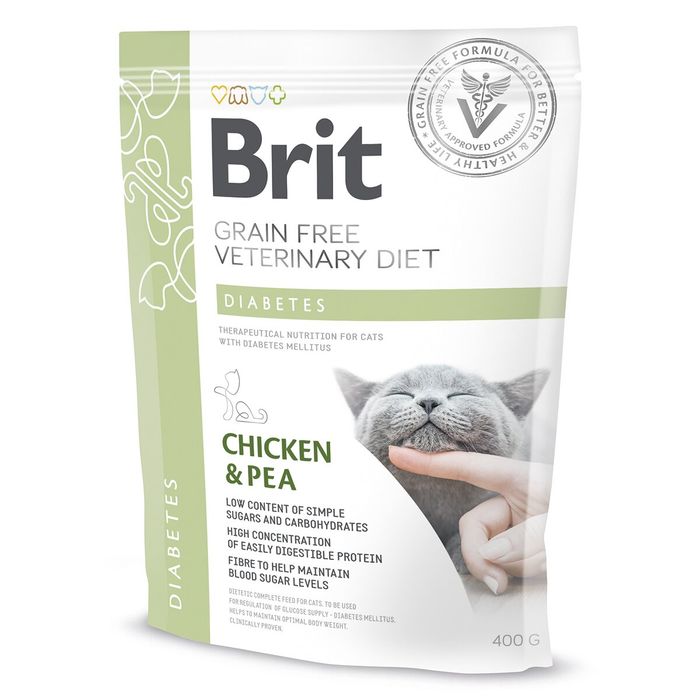 Brit
GRAIN FREE
VETERINARY DIET
DIABETES
THERAPEUTICAL NUTRITION FOR CATS
WITH DIABETES MELLITUS
CHICKEN
& PEA
LOW CONTENT OF SIMPLE
SUGARS AND CARBOHYDRATES
HIGH CONCENTRATION
OF EASILY DIGESTIBLE PROTEIN
FIBRE TO HELP MAINTAIN
BLOOD SUGAR LEVELS
DIETETIC COMPLETE FEED FOR CATS, TO BE USED
FOR REGULATION OF GLUCOSE SUPPLY - DIABETES MELLITUS.
HELPS TO MAINTAIN OPTIMAL BODY WEIGHT.
CLINICALLY PROVEN.
400 G
GRAIN FREE FORMULA FOR BETTER & HEALTHY LIFE *
VETERINARY APPROVED FORMULA
V
DIABETES